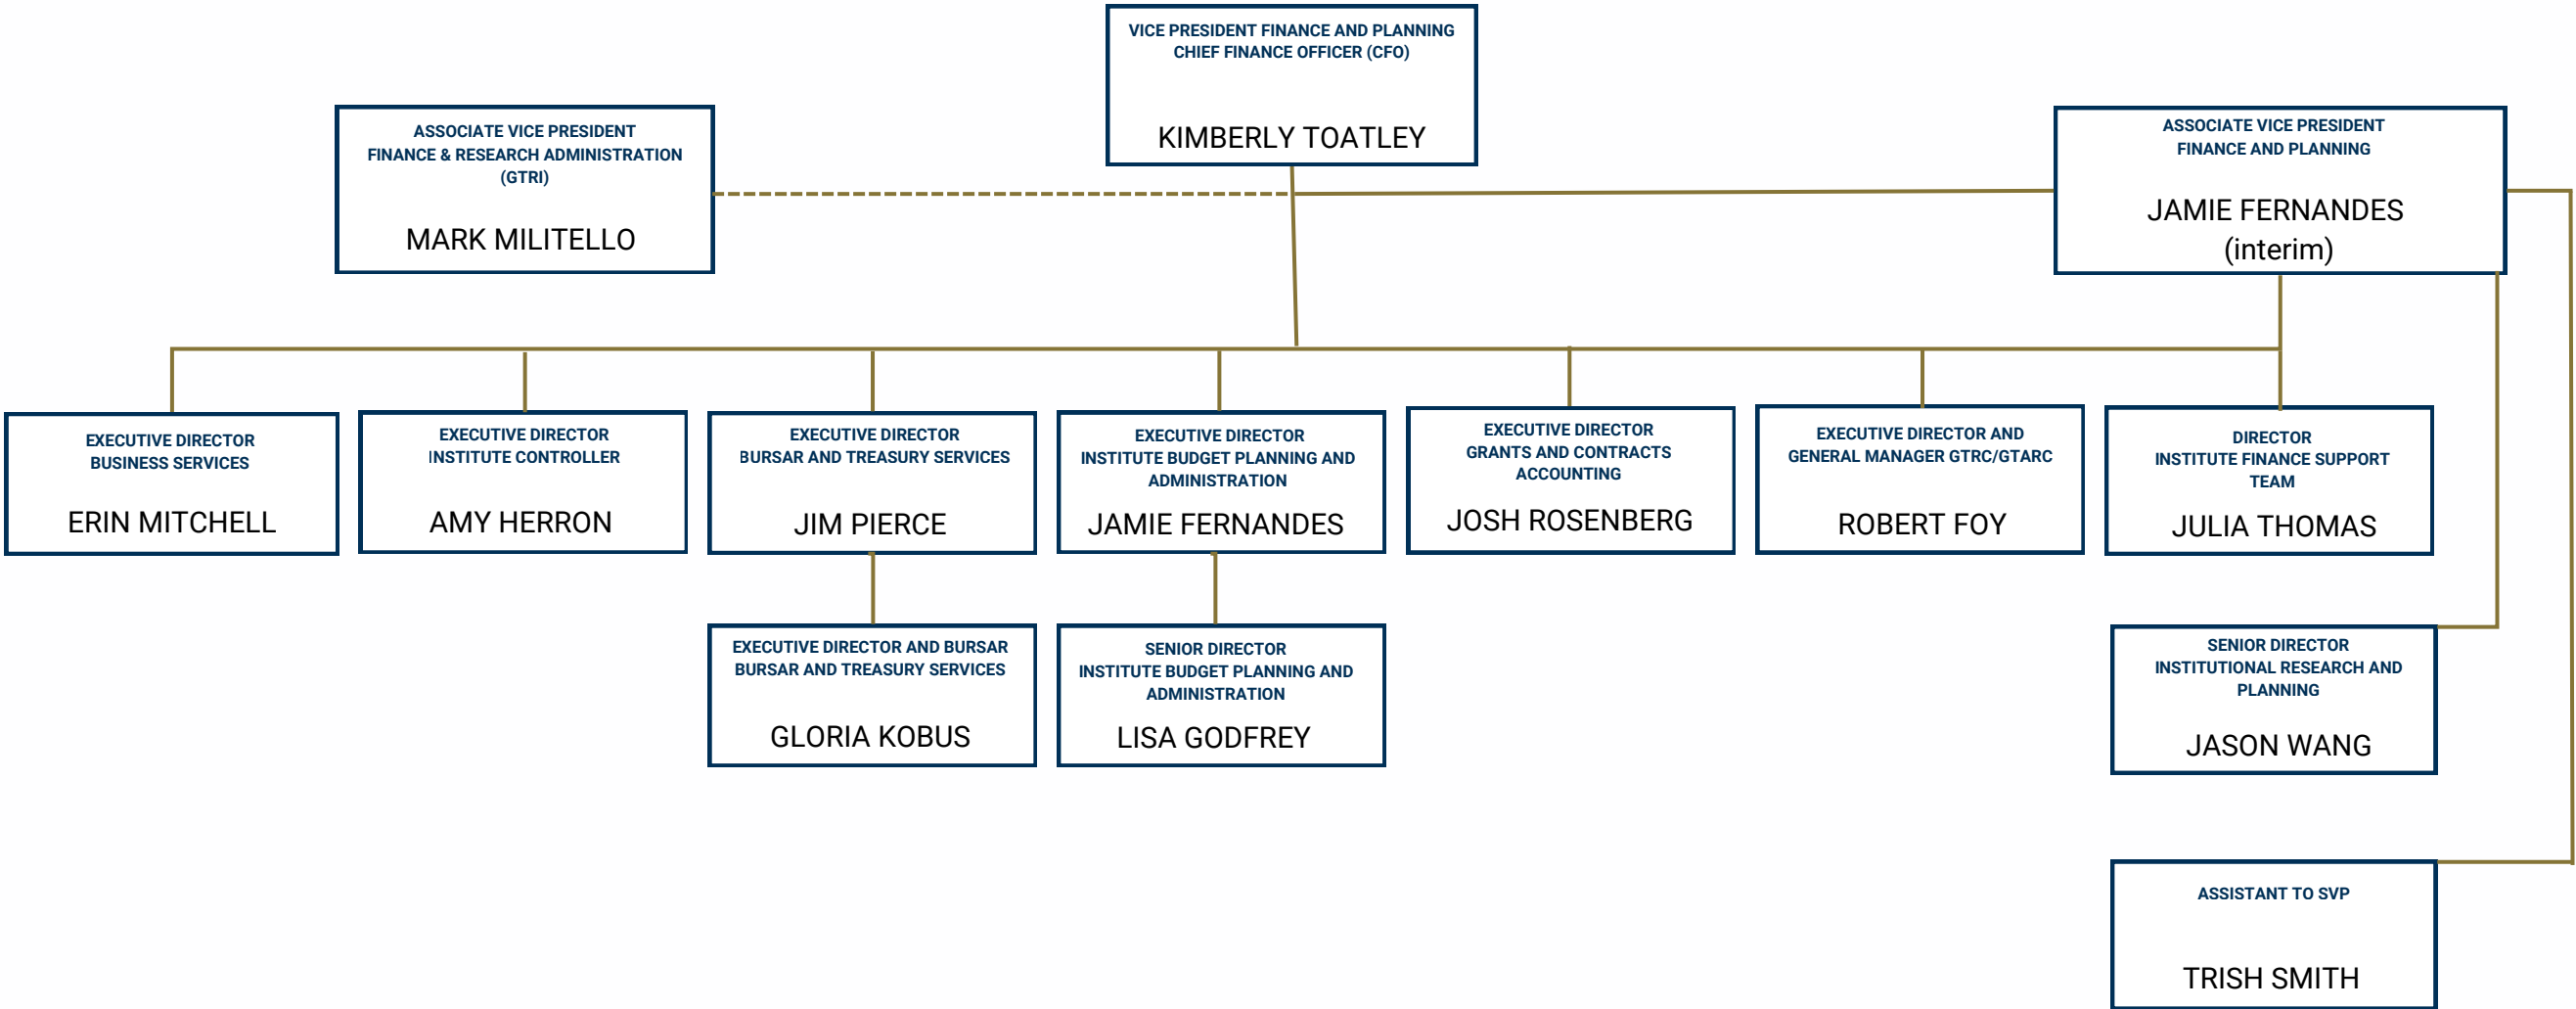 VICE PRESIDENT FINANCE AND PLANNING
CHIEF FINANCE OFFICER (CFO)
KIMBERLY TOATLEY
ASSOCIATE VICE PRESIDENT
FINANCE & RESEARCH ADMINISTRATION
(GTRI)
MARK MILITELLO
ASSOCIATE VICE PRESIDENT
FINANCE AND PLANNING
JAMIE FERNANDES
(interim)
EXECUTIVE DIRECTOR
BUSINESS SERVICES
ERIN MITCHELL
EXECUTIVE DIRECTOR
INSTITUTE CONTROLLER
AMY HERRON
EXECUTIVE DIRECTOR
BURSAR AND TREASURY SERVICES
JIM PIERCE
EXECUTIVE DIRECTOR
INSTITUTE BUDGET PLANNING AND
ADMINISTRATION
JAMIE FERNANDES
EXECUTIVE DIRECTOR
GRANTS AND CONTRACTS
ACCOUNTING
JOSH ROSENBERG
EXECUTIVE DIRECTOR AND
GENERAL MANAGER GTRC/GTARC
ROBERT FOY
DIRECTOR
INSTITUTE FINANCE SUPPORT
TEAM
JULIA THOMAS
EXECUTIVE DIRECTOR AND BURSAR
BURSAR AND TREASURY SERVICES
GLORIA KOBUS
SENIOR DIRECTOR
INSTITUTE BUDGET PLANNING AND
ADMINISTRATION
LISA GODFREY
SENIOR DIRECTOR
INSTITUTIONAL RESEARCH AND
PLANNING
JASON WANG
ASSISTANT TO SVP
TRISH SMITH